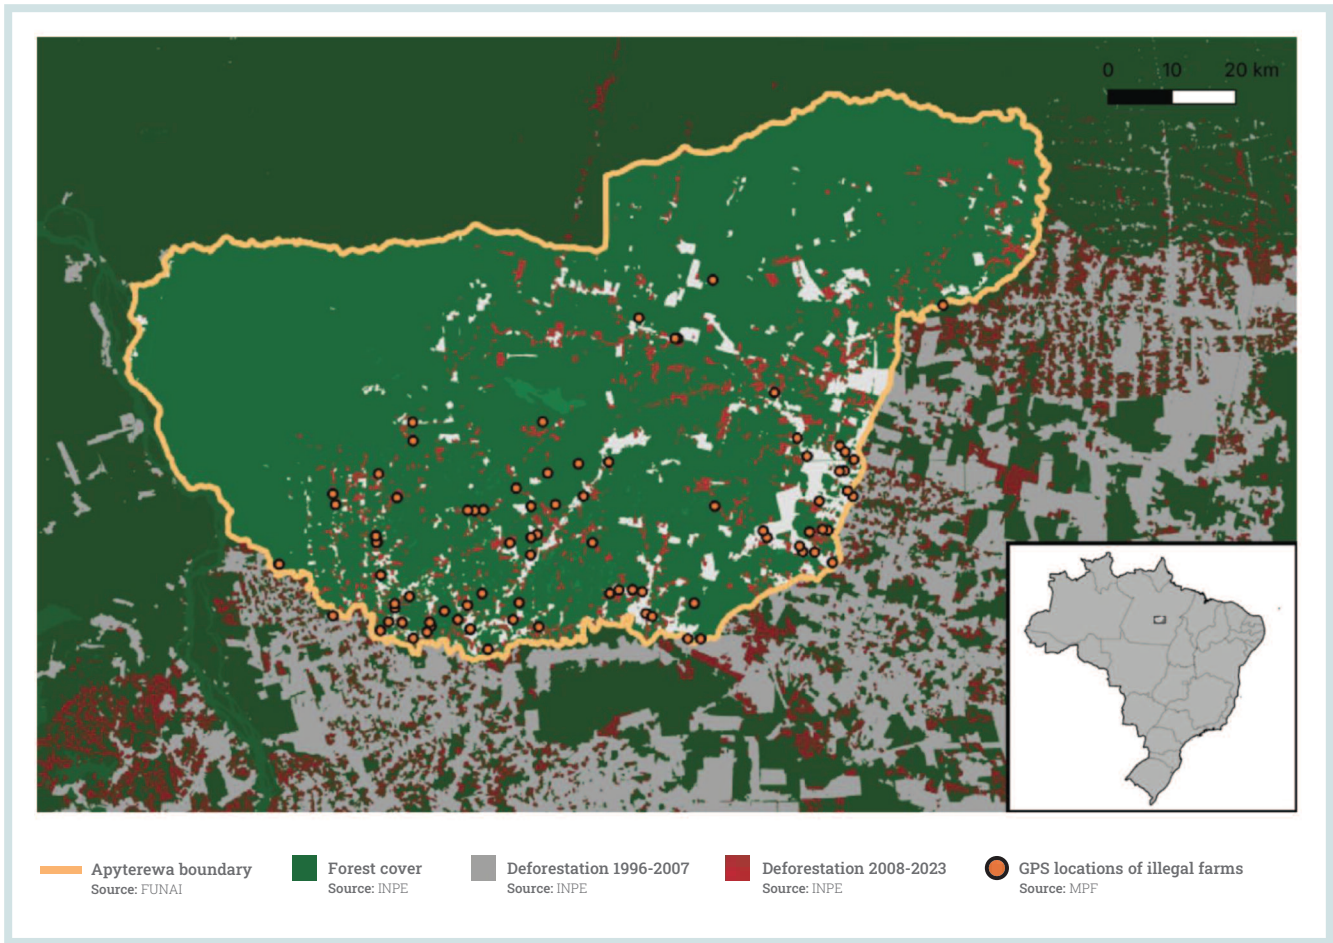 0 10 20 km
Apyterewa boundary
Source: FUNAI
Forest cover
Source: INPE
Deforestation 1996-2007
Source: INPE
Deforestation 2008-2023
Source: INPE
GPS locations of illegal farms
Source: MPF